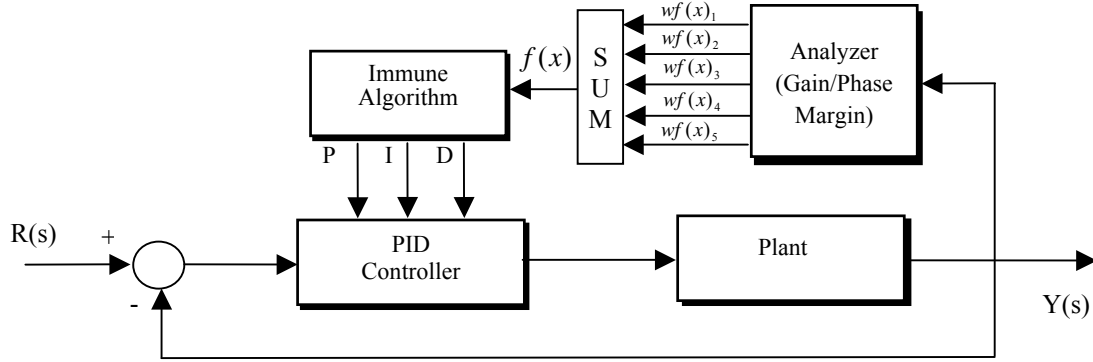 wf(x)₁
wf(x)₂
wf(x)₃
wf(x)₄
wf(x)₅
Analyzer
(Gain/Phase
Margin)
S
U
M
f(x)
Immune
Algorithm
P I D
R(s)
+
-
PID
Controller
Plant
Y(s)